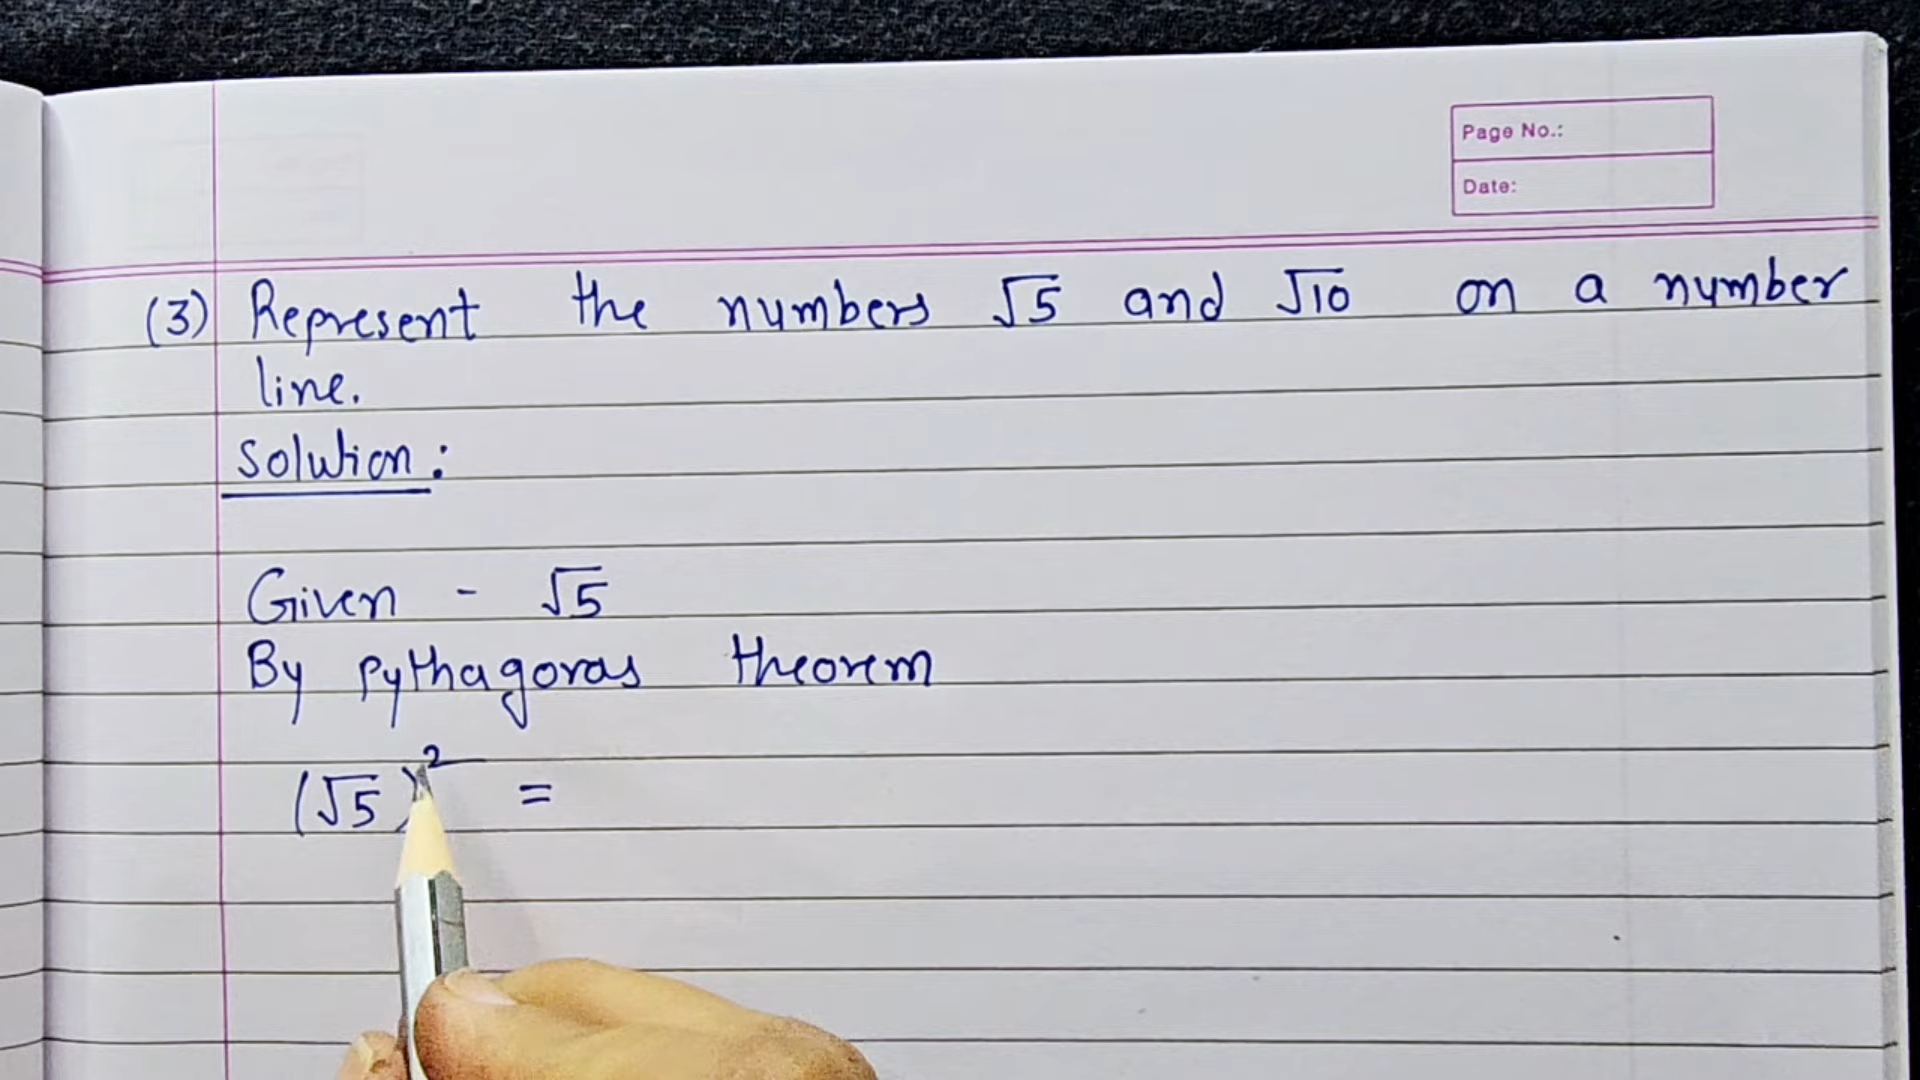 Page No.:
Date:
(3) Represent the numbers √5 and √10 on a number
line.
Solution:
Given - √5
By pythagoras theorem
(√5)² =